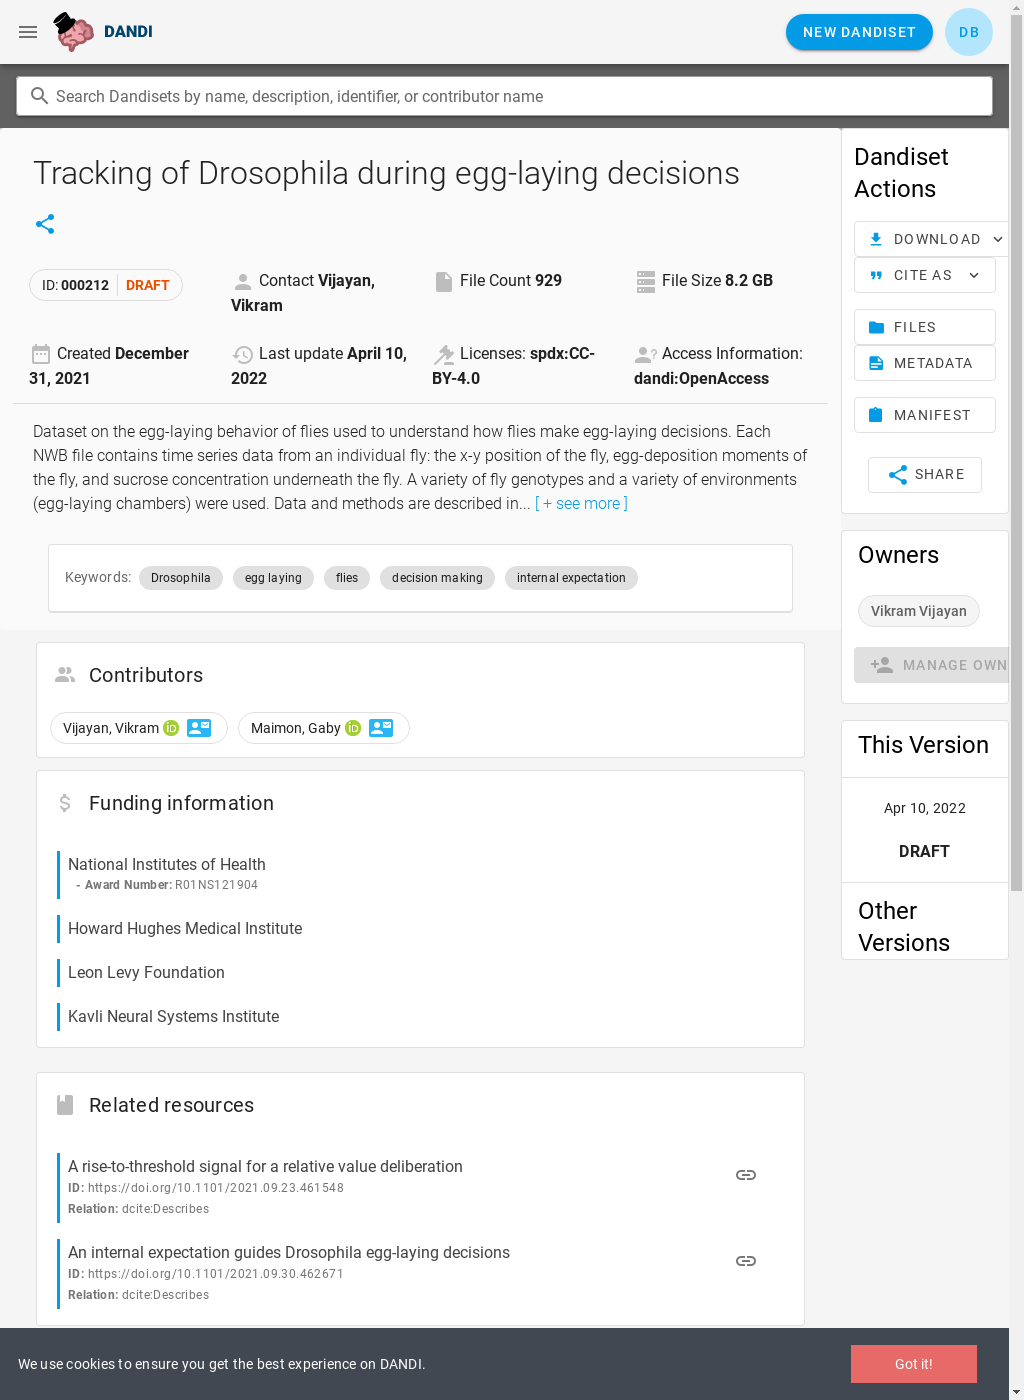 DANDI
NEW DANDISET
DB
Search Dandisets by name, description, identifier, or contributor name
Tracking of Drosophila during egg-laying decisions
ID: 000212 DRAFT
Contact Vijayan,
Vikram
File Count 929
File Size 8.2 GB
Created December
31, 2021
Last update April 10,
2022
Licenses: spdx:CC-
BY-4.0
Access Information:
dandi:OpenAccess
Dataset on the egg-laying behavior of flies used to understand how flies make egg-laying decisions. Each
NWB file contains time series data from an individual fly: the x-y position of the fly, egg-deposition moments of
the fly, and sucrose concentration underneath the fly. A variety of fly genotypes and a variety of environments
(egg-laying chambers) were used. Data and methods are described in... [ + see more ]
Keywords: Drosophila egg laying flies decision making internal expectation
Contributors
Vijayan, Vikram iD Maimon, Gaby iD
Funding information
National Institutes of Health
- Award Number: R01NS121904
Howard Hughes Medical Institute
Leon Levy Foundation
Kavli Neural Systems Institute
Related resources
A rise-to-threshold signal for a relative value deliberation
ID: https://doi.org/10.1101/2021.09.23.461548
Relation: dcite:Describes
An internal expectation guides Drosophila egg-laying decisions
ID: https://doi.org/10.1101/2021.09.30.462671
Relation: dcite:Describes
Dandiset
Actions
DOWNLOAD
CITE AS
FILES
METADATA
MANIFEST
SHARE
Owners
Vikram Vijayan
MANAGE OWN
This Version
Apr 10, 2022
DRAFT
Other
Versions
We use cookies to ensure you get the best experience on DANDI.
Got it!